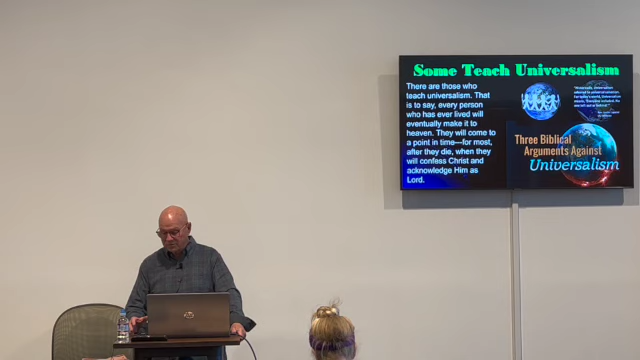 Some Teach Universalism
There are those who
teach universalism. That
is to say, every person
who has ever lived will
eventually make it to
heaven. They will come
to a point in time—for most,
after they die, when they
will confess Christ and
acknowledge Him as
Lord.
Three Biblical
Arguments Against
Universalism
hp